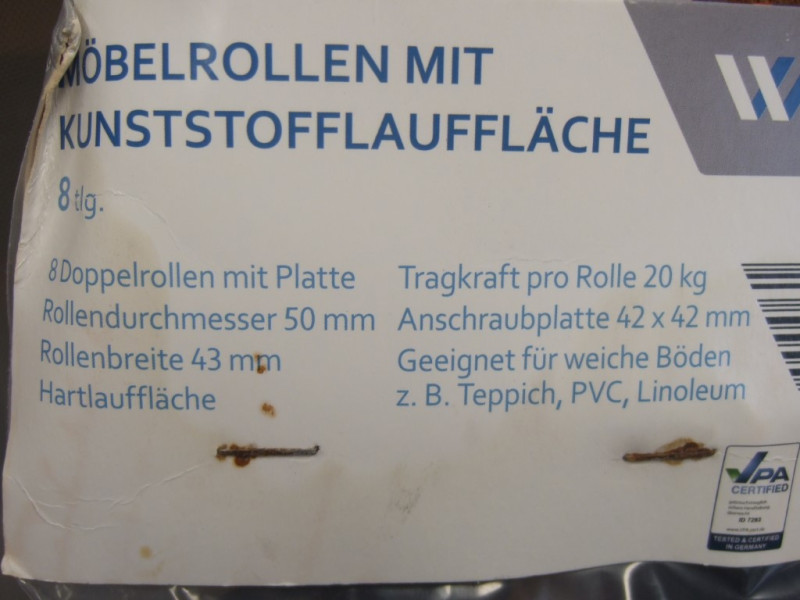 MÖBELROLLEN MIT
KUNSTSTOFFLAUFFLÄCHE
8 tlg.
8 Doppelrollen mit Platte
Rollendurchmesser 50 mm
Rollenbreite 43 mm
Hartlauffläche
Tragkraft pro Rolle 20 kg
Anschraubplatte 42 x 42 mm
Geeignet für weiche Böden
z. B. Teppich, PVC, Linoleum
VPA
CERTIFIED
ID 7283
TESTED & CERTIFIED
IN GERMANY